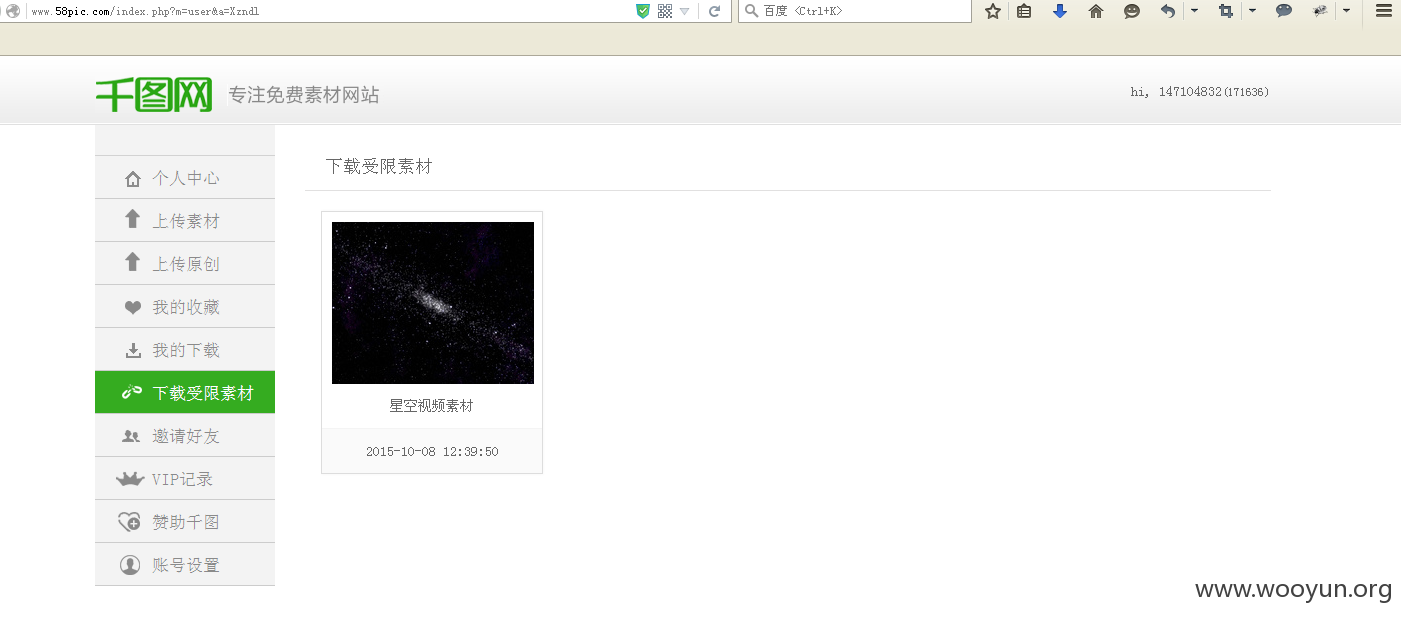 www.58pic.com/index.php?m=user&a=Xzndl
百度 <Ctrl+K>
千图网 专注免费素材网站
hi, 147104832(171636)
下载受限素材
个人中心
上传素材
上传原创
我的收藏
我的下载
下载受限素材
邀请好友
VIP记录
赞助千图
账号设置
星空视频素材
2015-10-08 12:39:50
www.wooyun.org